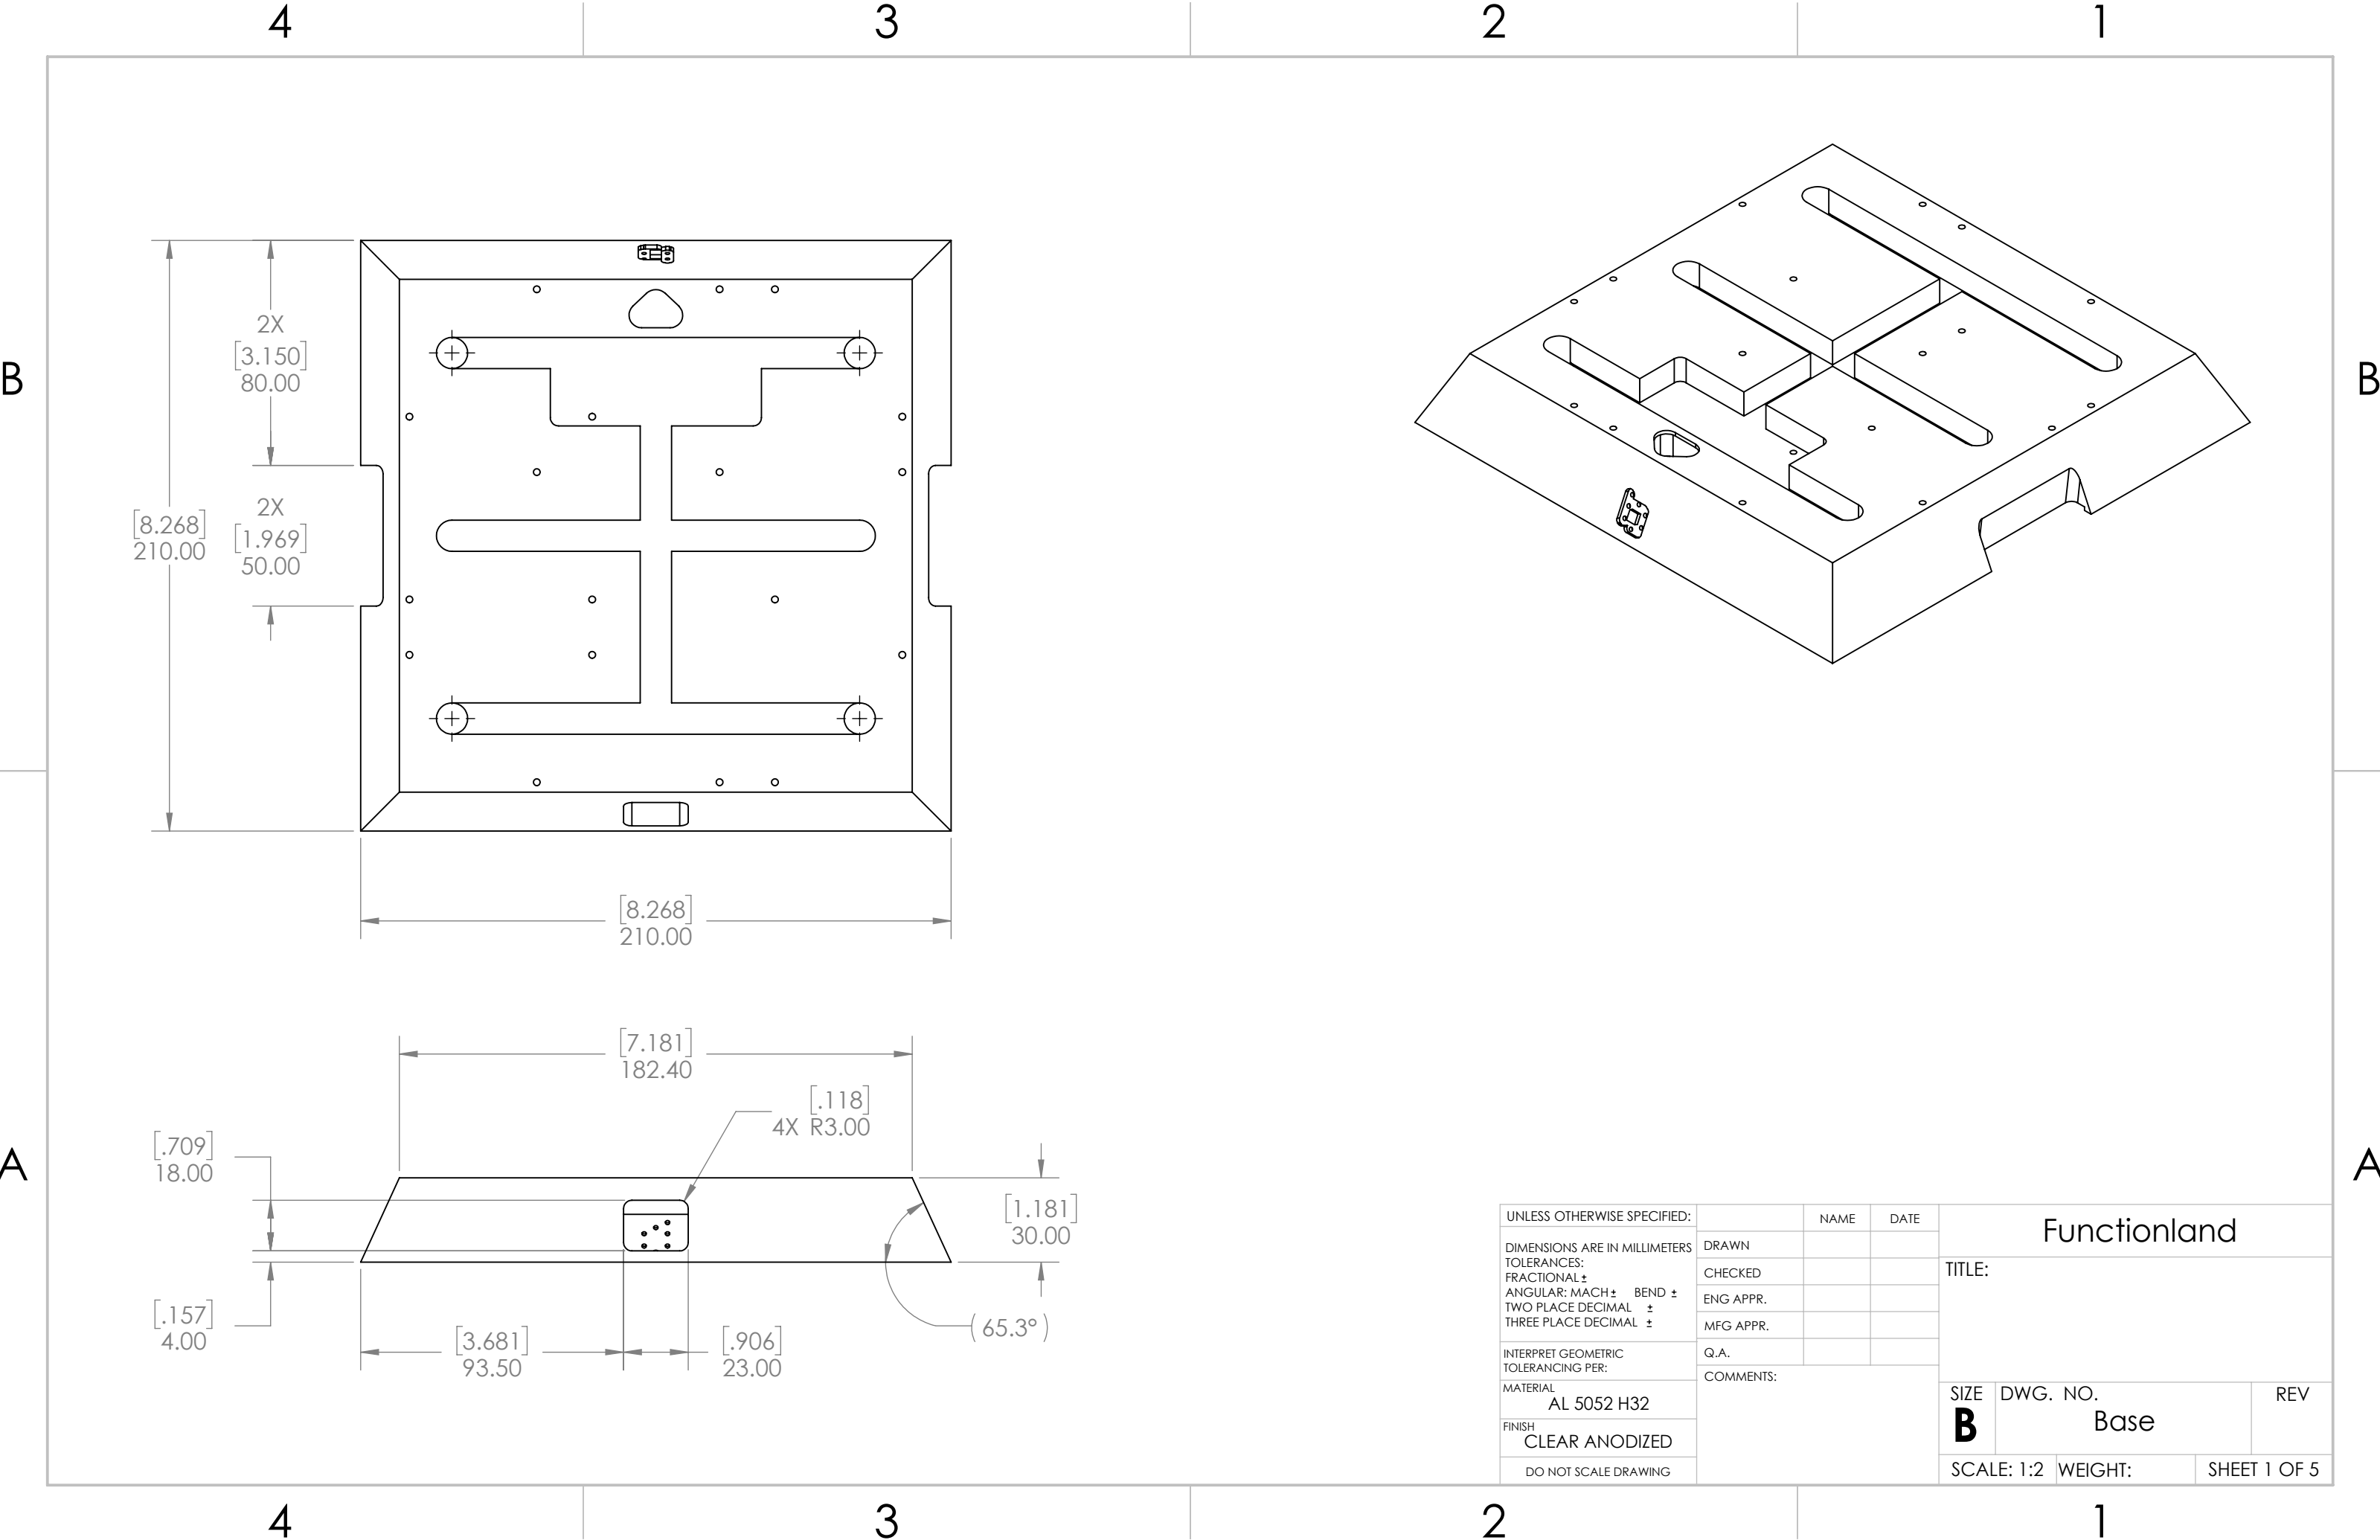 4 3 2 1
B B
2X
[3.150]
80.00
2X
[1.969]
50.00
[8.268]
210.00
[8.268]
210.00
[7.181]
182.40
[.118]
4X R3.00
[.709]
18.00
[1.181]
30.00
[.157]
4.00
[3.681]
93.50
[.906]
23.00
(65.3°)
A A
UNLESS OTHERWISE SPECIFIED:
DIMENSIONS ARE IN MILLIMETERS
TOLERANCES:
FRACTIONAL ±
ANGULAR: MACH ± BEND ±
TWO PLACE DECIMAL ±
THREE PLACE DECIMAL ±
INTERPRET GEOMETRIC
TOLERANCING PER:
MATERIAL
AL 5052 H32
FINISH
CLEAR ANODIZED
DO NOT SCALE DRAWING
NAME DATE
DRAWN
CHECKED
ENG APPR.
MFG APPR.
Q.A.
COMMENTS:
Functionland
TITLE:
SIZE DWG. NO. REV
B Base
SCALE: 1:2 WEIGHT: SHEET 1 OF 5
4 3 2 1